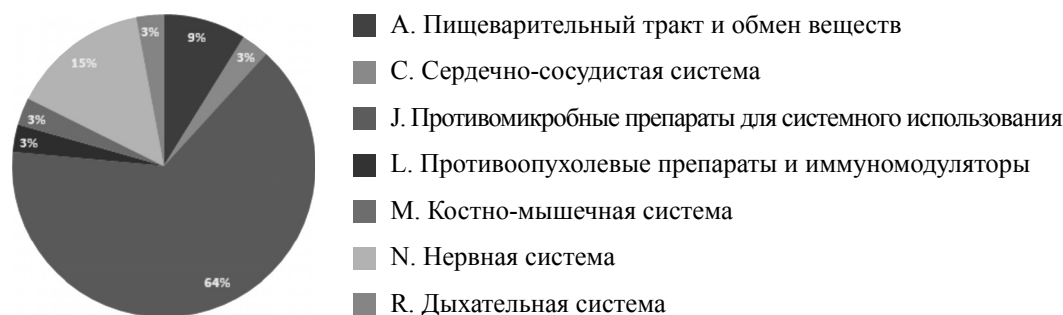 3%
9%
3%
15%
3%
3%
64%
A. Пищеварительный тракт и обмен веществ
C. Сердечно-сосудистая система
J. Противомикробные препараты для системного использования
L. Противоопухолевые препараты и иммуномодуляторы
M. Костно-мышечная система
N. Нервная система
R. Дыхательная система